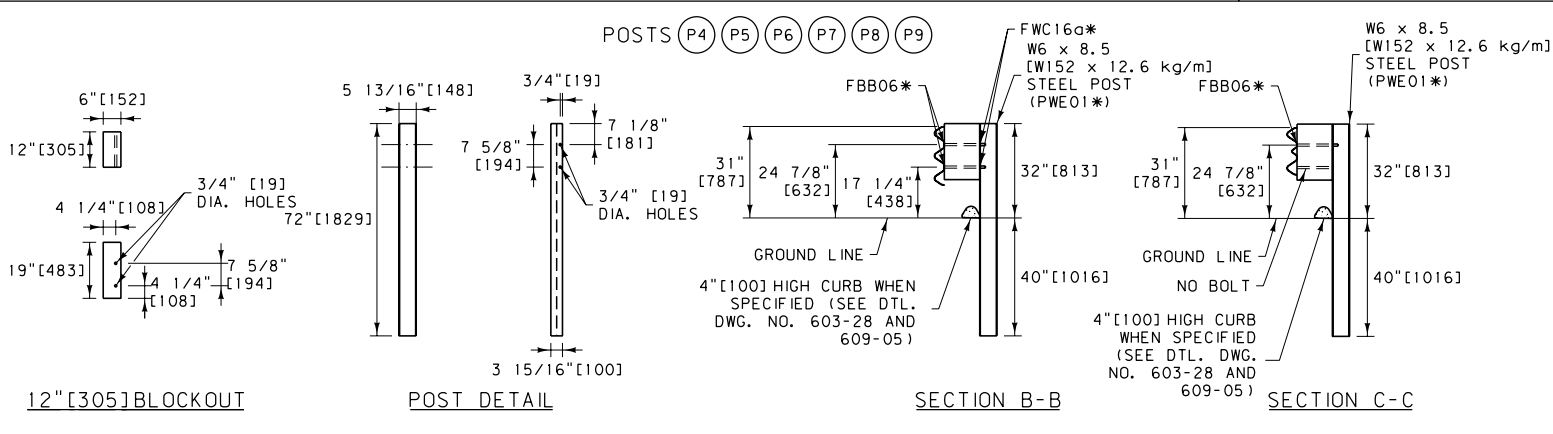 POSTS P4 P5 P6 P7 P8 P9
6"[152]
12"[305]
3/4" [19]
DIA. HOLES
4 1/4"[108]
19"[483]
7 5/8"
[194]
4 1/4"
[108]
12"[305] BLOCKOUT
5 13/16"[148]
72"[1829]
3/4"[19]
7 1/8"
[181]
7 5/8"
[194]
3/4" [19]
DIA. HOLES
3 15/16"[100]
POST DETAIL
FWC16a*
W6 x 8.5
[W152 x 12.6 kg/m]
STEEL POST
(PWE01*)
FBB06*
31"
[787]
24 7/8"
[632]
17 1/4"
[438]
32"[813]
GROUND LINE
40"[1016]
4"[100] HIGH CURB WHEN
SPECIFIED (SEE DTL.
DWG. NO. 603-28 AND
609-05)
SECTION B-B
W6 x 8.5
[W152 x 12.6 kg/m]
STEEL POST
(PWE01*)
FBB06*
31"
[787]
24 7/8"
[632]
32"[813]
GROUND LINE
NO BOLT
40"[1016]
4"[100] HIGH CURB
WHEN SPECIFIED
(SEE DTL. DWG.
NO. 603-28 AND
609-05)
SECTION C-C